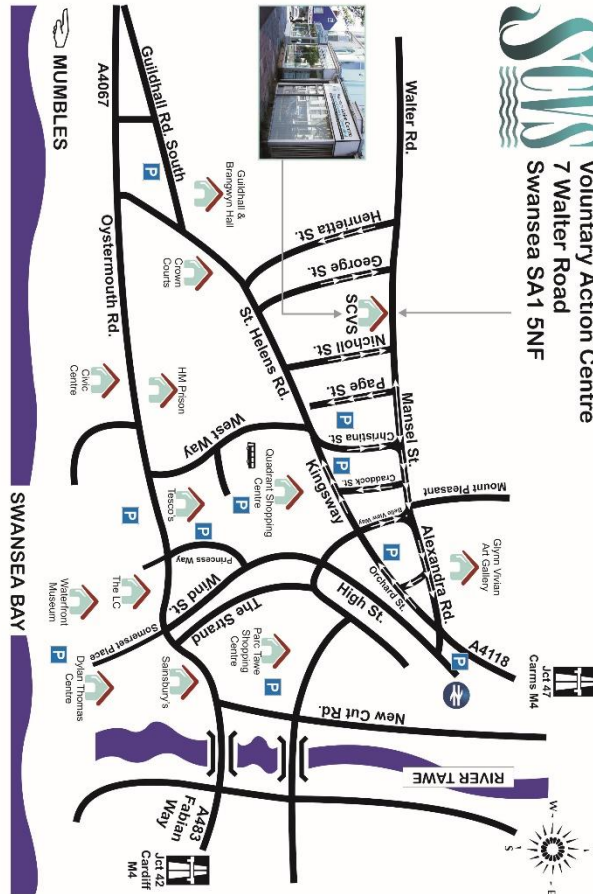 SCVS
Voluntary Action Centre
7 Walter Road
Swansea SA1 5NF
Jct 47
Carms M4
A4118
Walter Rd.
Mansel St.
Mount Pleasant
Alexandra Rd.
Glynn Vivian
Art Gallery
Henrietta St.
George St.
SCVS
Nicholl St.
Page St.
Christina St.
Craddock St.
Belle Vue Way
Orchard St.
P
P
P
P
Kingsway
High St.
Guildhall Rd. South
P
Guildhall &
Brangwyn Hall
St. Helens Rd.
Crown
Courts
West Way
Quadrant Shopping
Centre
P
Tesco's
P
P
Princess Way
Wind St.
The Strand
Parc Tawe
Shopping
Centre
P
New Cut Rd.
RIVER TAWE
A4067
Oystermouth Rd.
HM Prison
Civic
Centre
The LC
Somerset Place
Sainsbury's
Waterfront
Museum
P
Dylan Thomas
Centre
A483
Fabian
Way
Jct 42
Cardiff
M4
MUMBLES
SWANSEA BAY
W
S
E